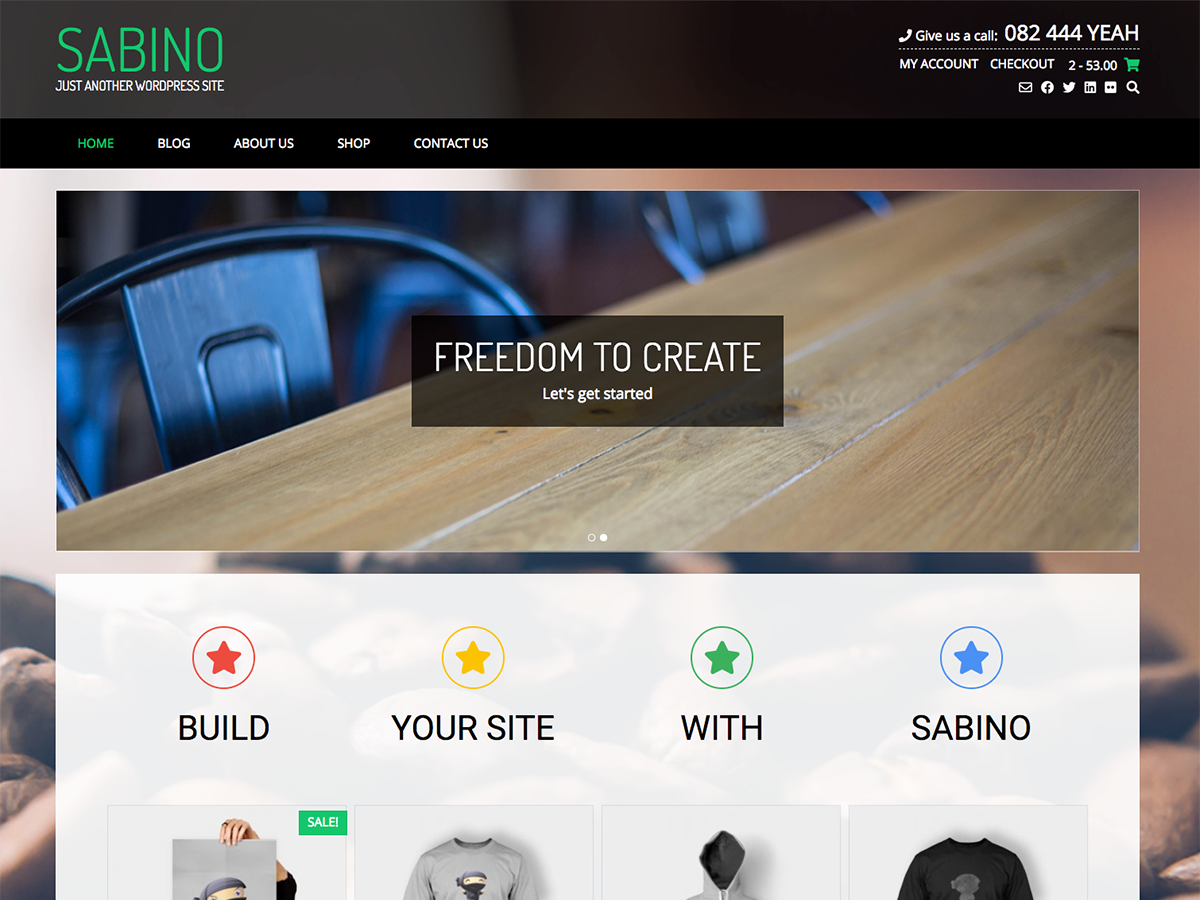 SABINO
JUST ANOTHER WORDPRESS SITE
Give us a call: 082 444 YEAH
MY ACCOUNT CHECKOUT 2 - 53.00
HOME BLOG ABOUT US SHOP CONTACT US
FREEDOM TO CREATE
Let's get started
BUILD YOUR SITE WITH SABINO
SALE!